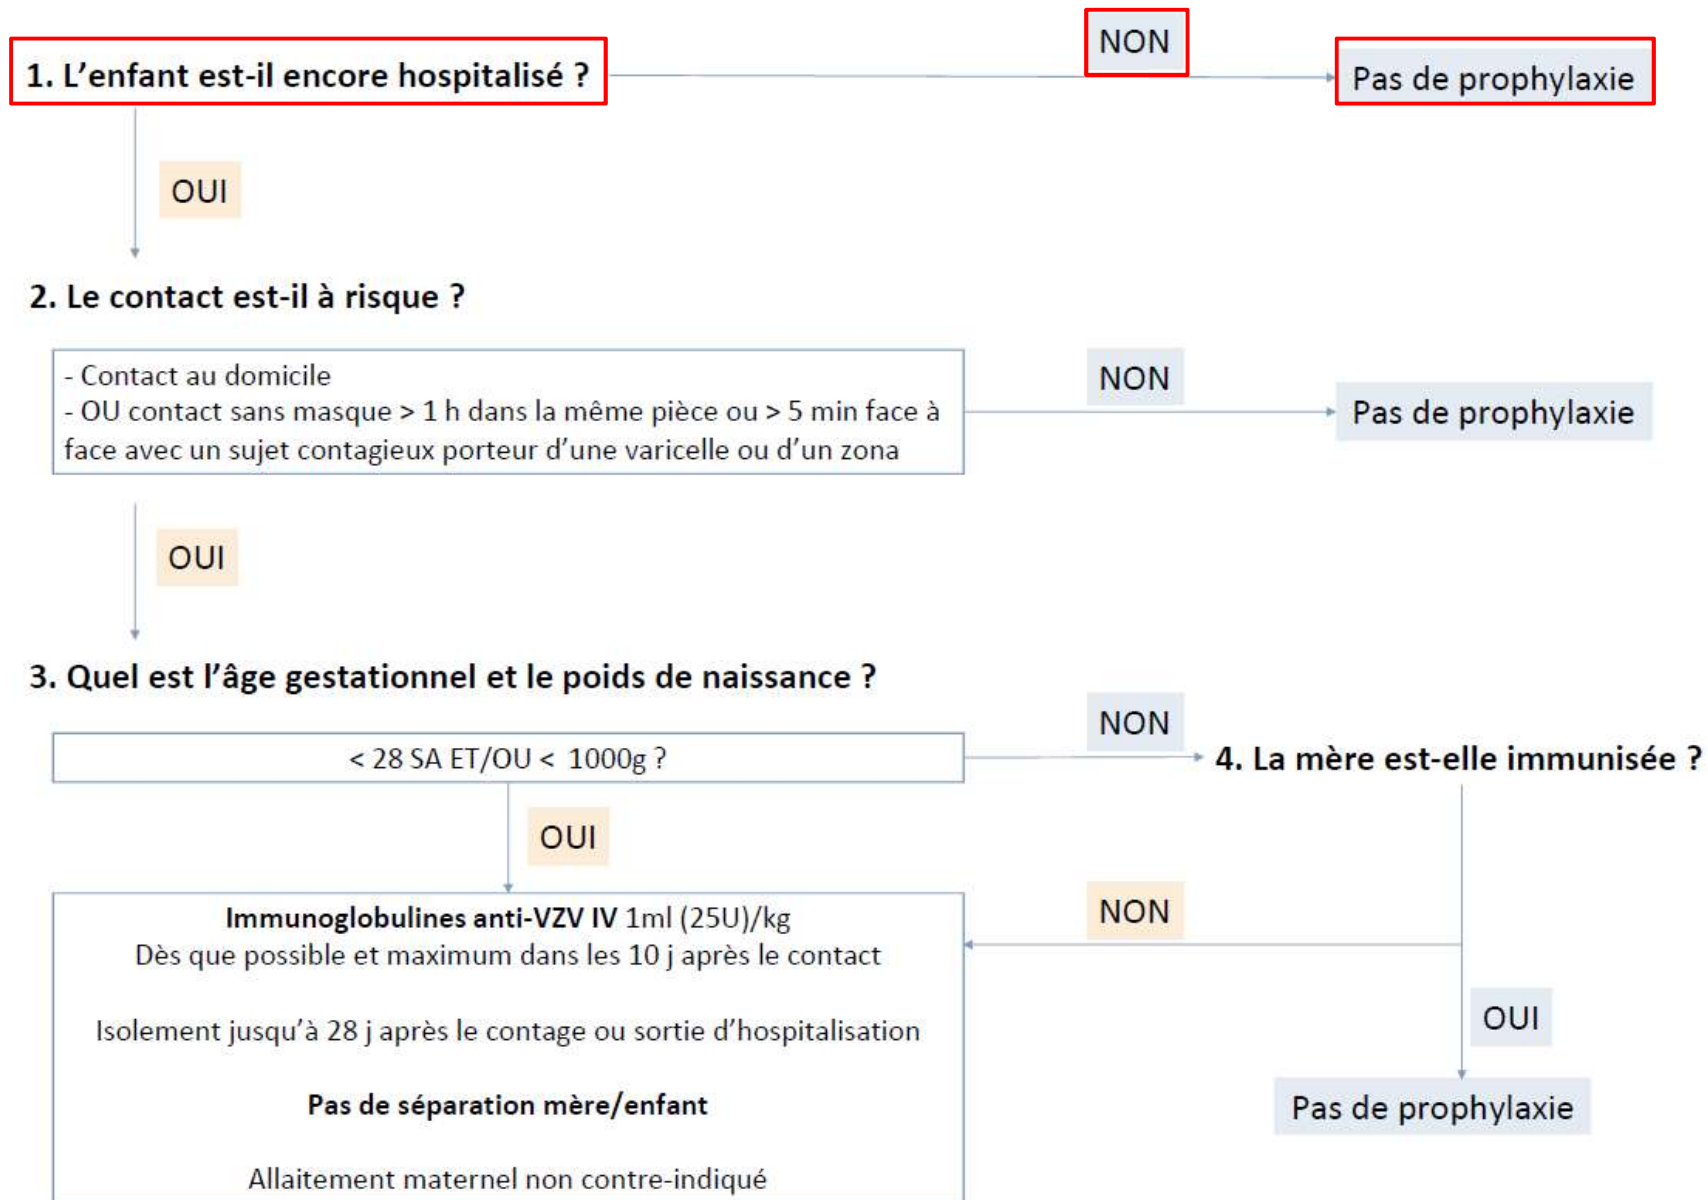 1. L'enfant est-il encore hospitalisé ?
NON
Pas de prophylaxie
OUI
2. Le contact est-il à risque ?
- Contact au domicile
- OU contact sans masque > 1 h dans la même pièce ou > 5 min face à
face avec un sujet contagieux porteur d'une varicelle ou d'un zona
NON
Pas de prophylaxie
OUI
3. Quel est l'âge gestationnel et le poids de naissance ?
< 28 SA ET/OU < 1000g ?
NON
4. La mère est-elle immunisée ?
OUI
Immunoglobulines anti-VZV IV 1ml (25U)/kg
Dès que possible et maximum dans les 10 j après le contact
Isolement jusqu'à 28 j après le contage ou sortie d'hospitalisation
Pas de séparation mère/enfant
Allaitement maternel non contre-indiqué
NON
OUI
Pas de prophylaxie